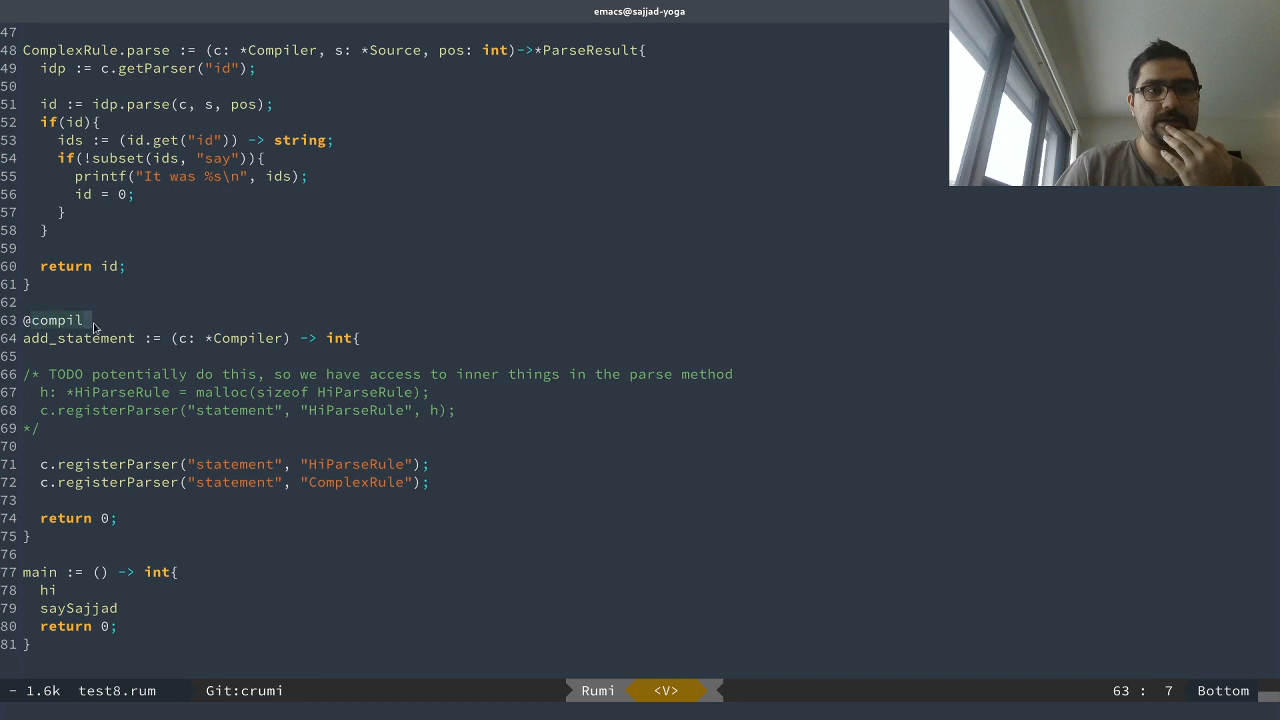 emacs@sajjad-yoga
47
48 ComplexRule.parse := (c: *Compiler, s: *Source, pos: int)->*ParseResult{
49 idp := c.getParser("id");
50
51 id := idp.parse(c, s, pos);
52 if(id){
53 ids := (id.get("id")) -> string;
54 if(!subset(ids, "say")){
55 printf("It was %s\n", ids);
56 id = 0;
57 }
58 }
59
60 return id;
61 }
62
63 @compil
64 add_statement := (c: *Compiler) -> int{
65
66 /* TODO potentially do this, so we have access to inner things in the parse method
67 h: *HiParseRule = malloc(sizeof HiParseRule);
68 c.registerParser("statement", "HiParseRule", h);
69 */
70
71 c.registerParser("statement", "HiParseRule");
72 c.registerParser("statement", "ComplexRule");
73
74 return 0;
75 }
76
77 main := () -> int{
78 hi
79 saySajjad
80 return 0;
81 }
- 1.6k test8.rum Git:crumi Rumi <V> 63 : 7 Bottom